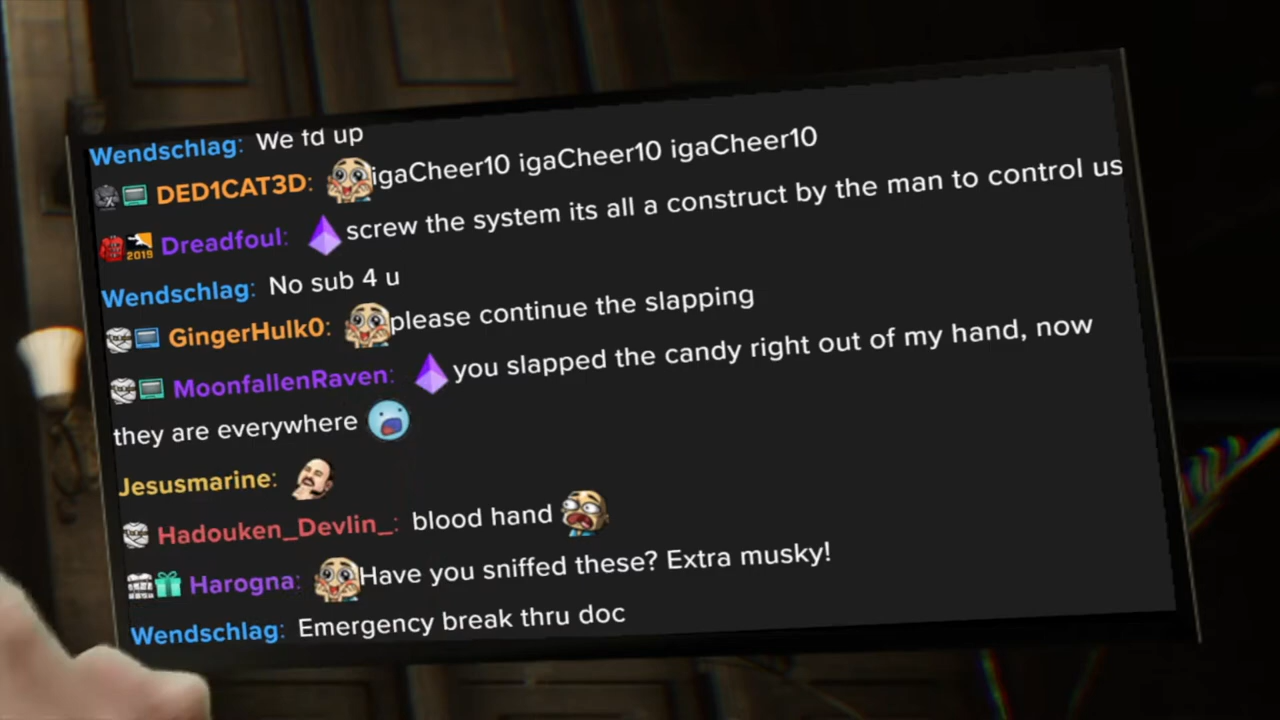 Wendschlag: We fd up
DED1CAT3D: igaCheer10 igaCheer10 igaCheer10
2019 Dreadfoul: screw the system its all a construct by the man to control us
Wendschlag: No sub 4 u
GingerHulk0: please continue the slapping
MoonfallenRaven: you slapped the candy right out of my hand, now
they are everywhere
Jesusmarine:
Hadouken_Devlin_: blood hand
Harogna: Have you sniffed these? Extra musky!
Wendschlag: Emergency break thru doc